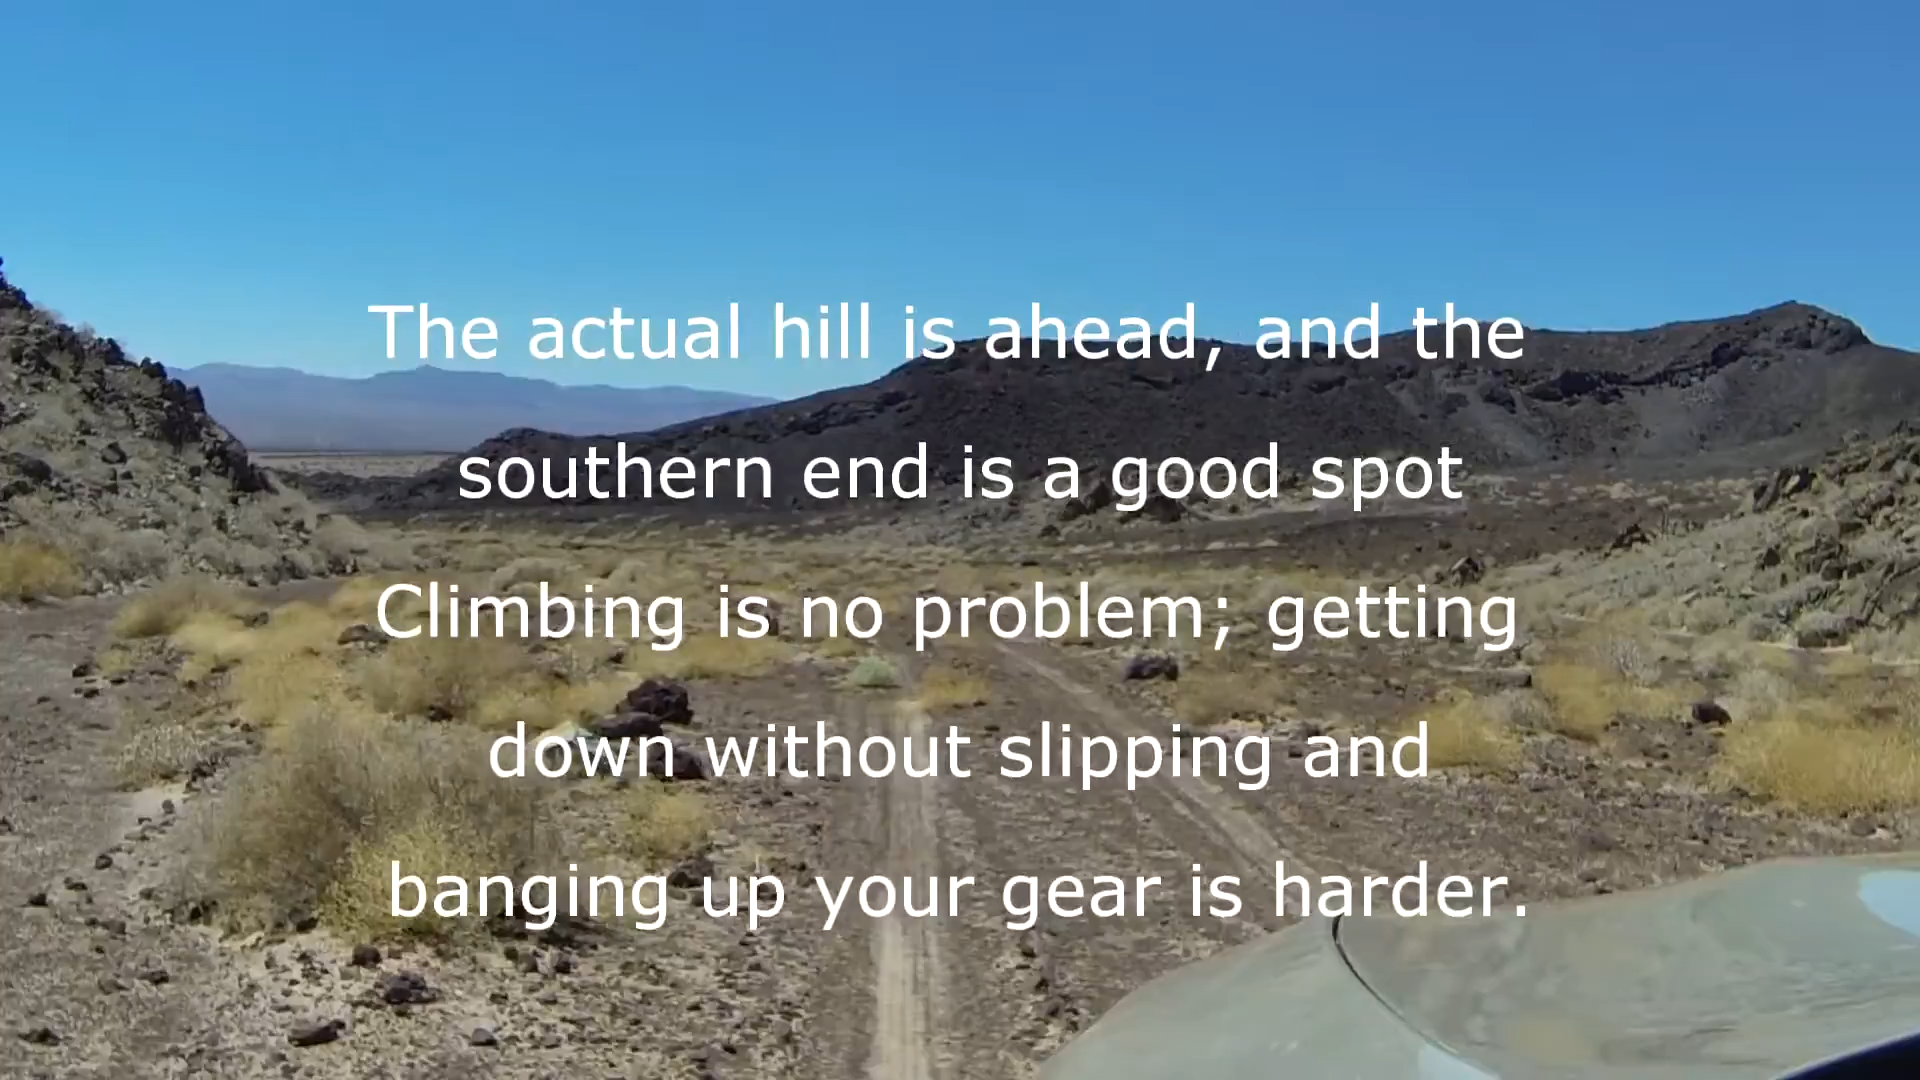 The actual hill is ahead, and the
southern end is a good spot
Climbing is no problem; getting
down without slipping and
banging up your gear is harder.